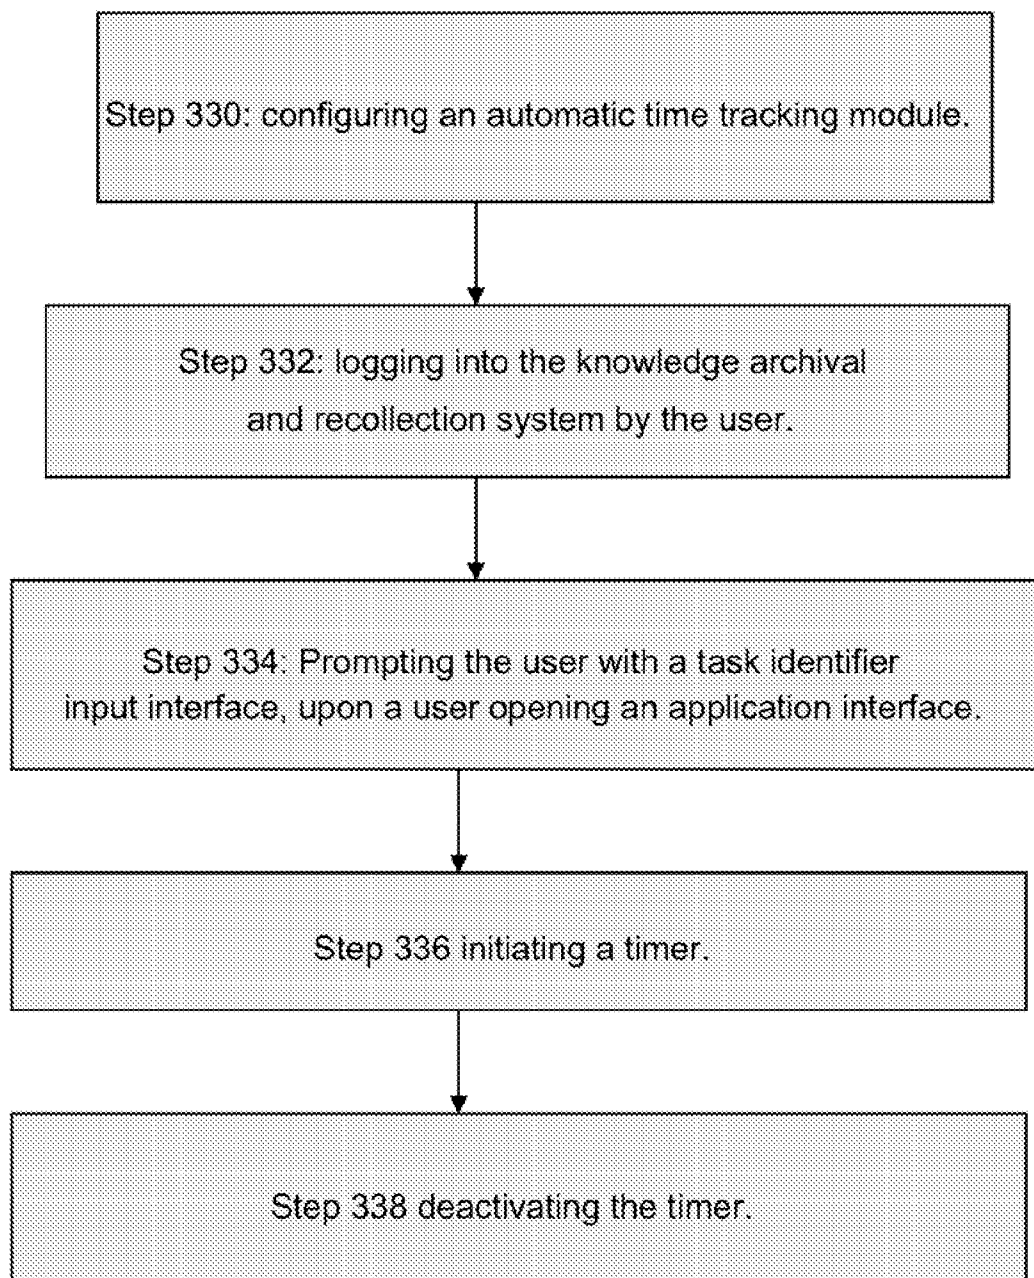 Step 330: configuring an automatic time tracking module.
Step 332: logging into the knowledge archival
and recollection system by the user.
Step 334: Prompting the user with a task identifier
input interface, upon a user opening an application interface.
Step 336 initiating a timer.
Step 338 deactivating the timer.